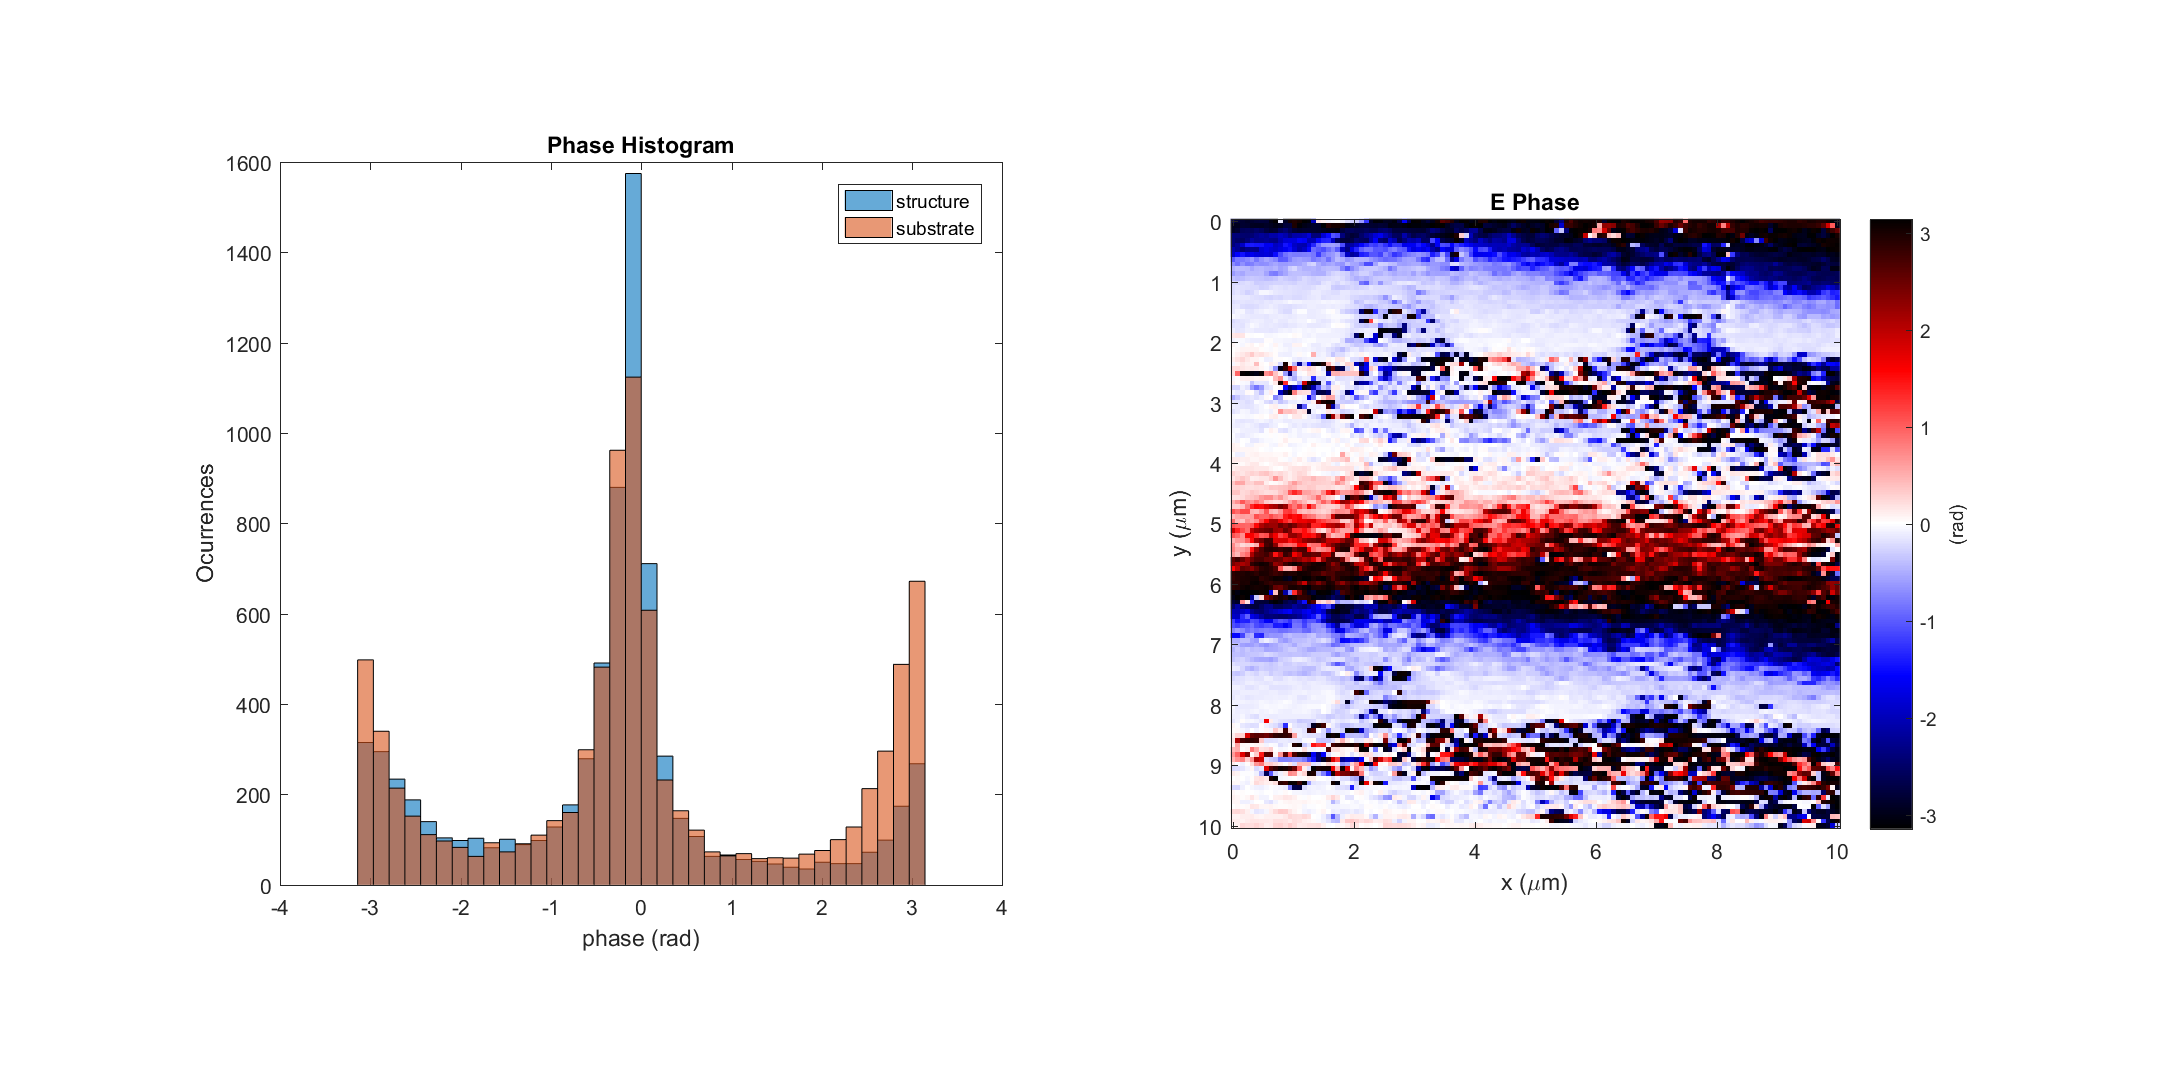 Phase Histogram
1600
1400
1200
1000
800
600
400
200
0
-4 -3 -2 -1 0 1 2 3 4
Ocurrences
phase (rad)
structure
substrate
E Phase
0
1
2
3
4
5
6
7
8
9
10
0 2 4 6 8 10
y (μm)
x (μm)
3
2
1
0
-1
-2
-3
(rad)